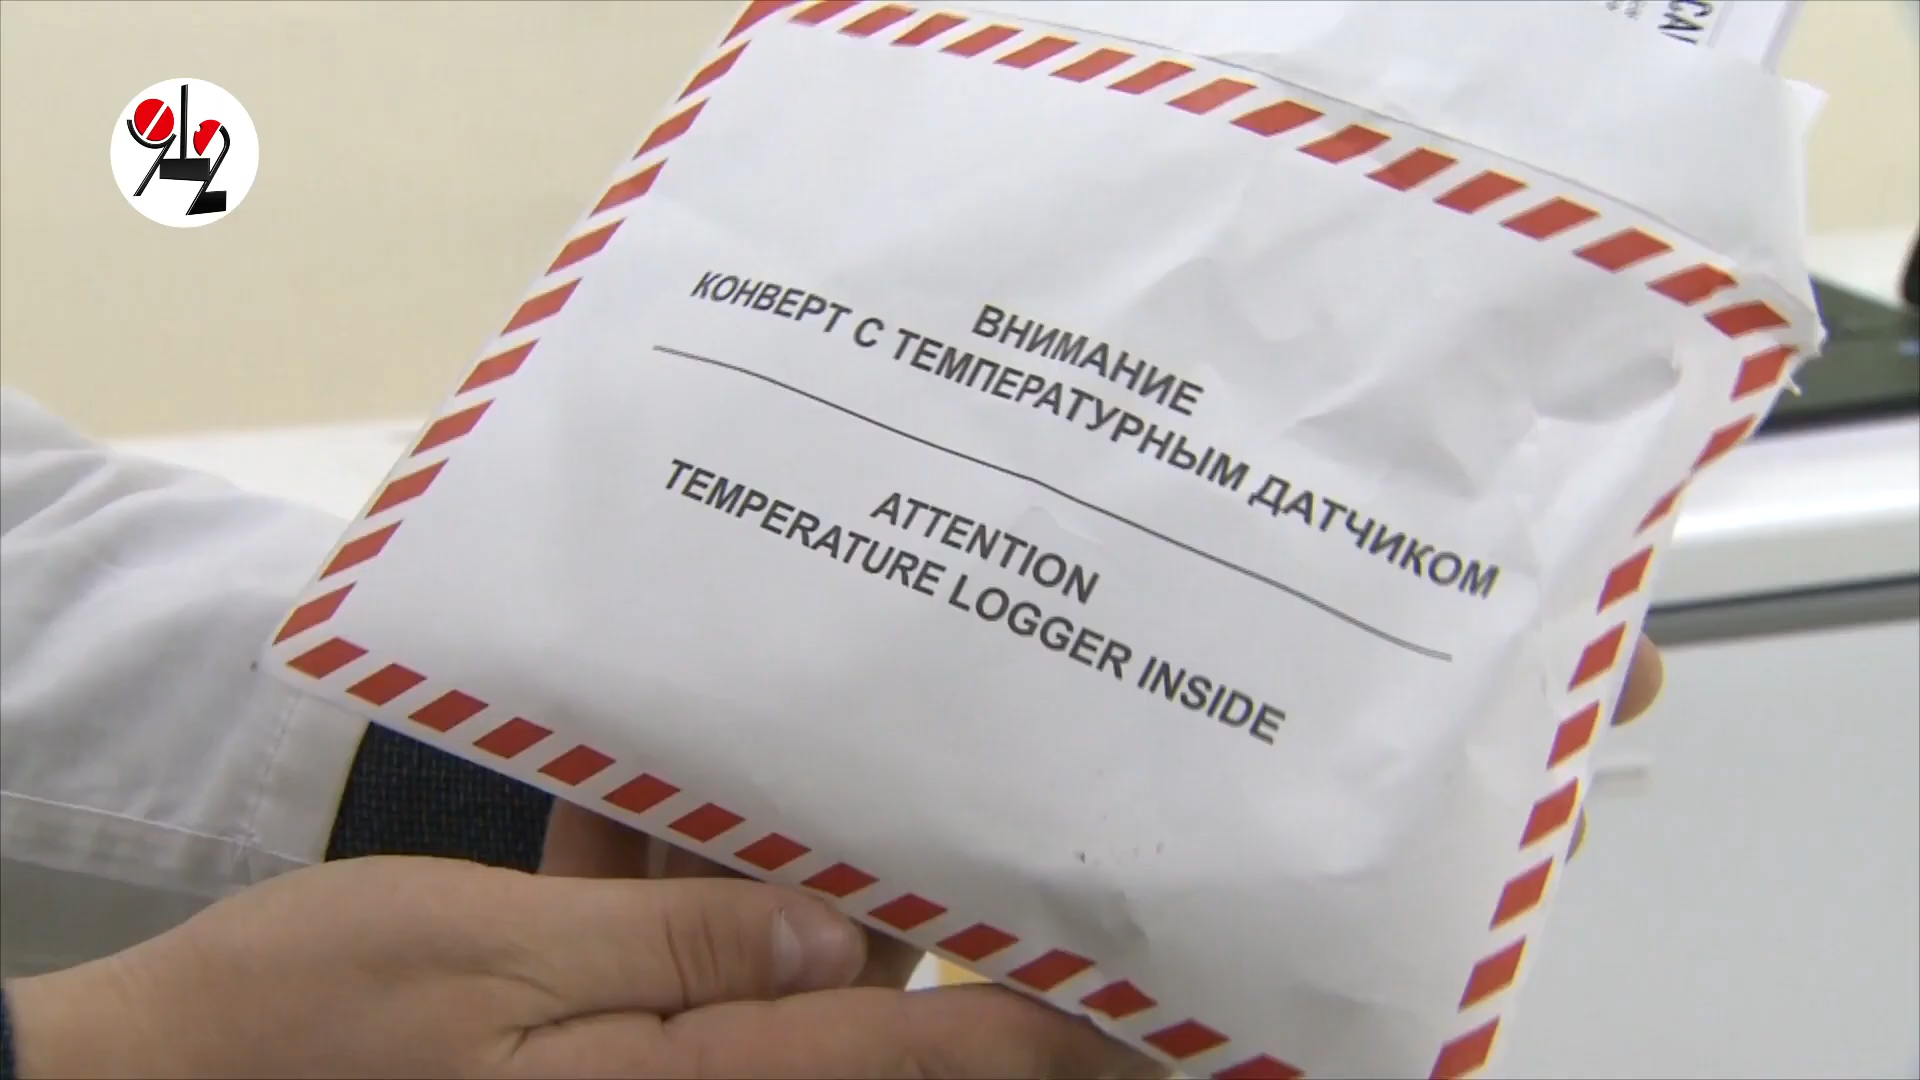 ВНИМАНИЕ
КОНВЕРТ С ТЕМПЕРАТУРНЫМ ДАТЧИКОМ
ATTENTION
TEMPERATURE LOGGER INSIDE